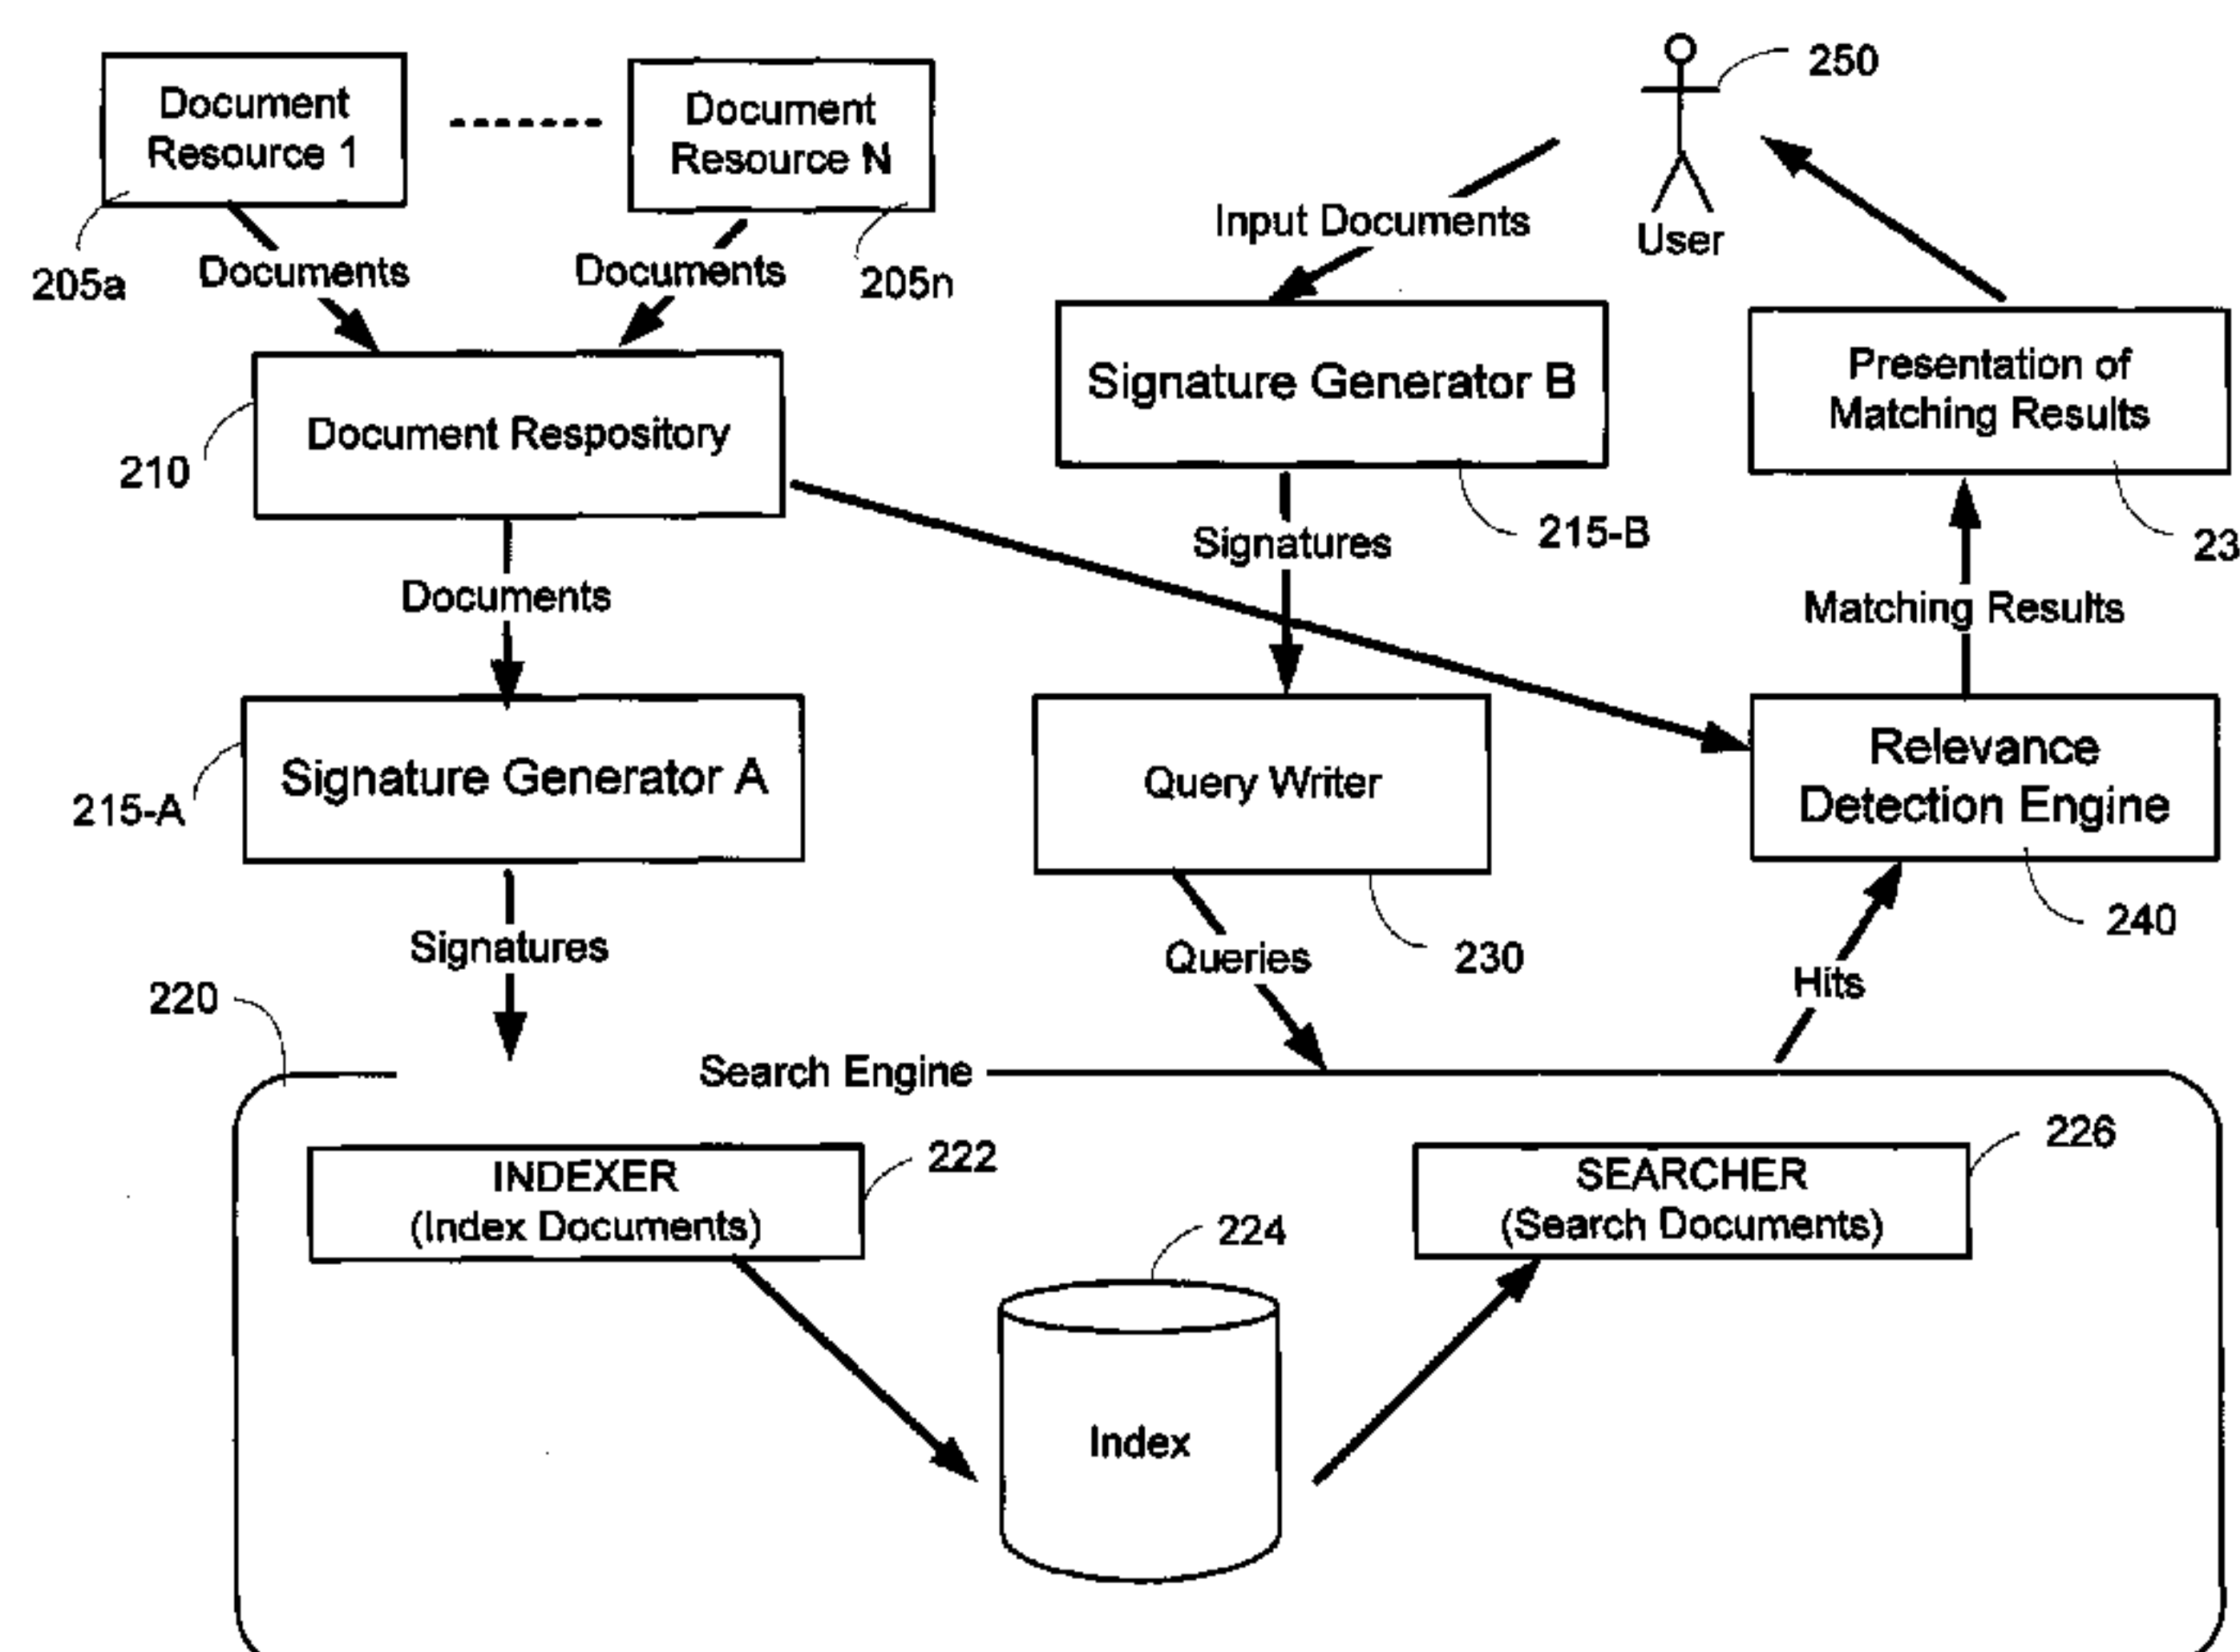 Document
Resource 1
Document
Resource N
250
Input Documents
User
205a
Documents
Documents
205n
Signature Generator B
Presentation of
Matching Results
Document Respository
210
Signatures
215-B
23
Documents
Matching Results
Signature Generator A
215-A
Query Writer
Relevance
Detection Engine
240
Signatures
Queries
230
Hits
220
Search Engine
INDEXER
(Index Documents)
222
224
SEARCHER
(Search Documents)
226
Index